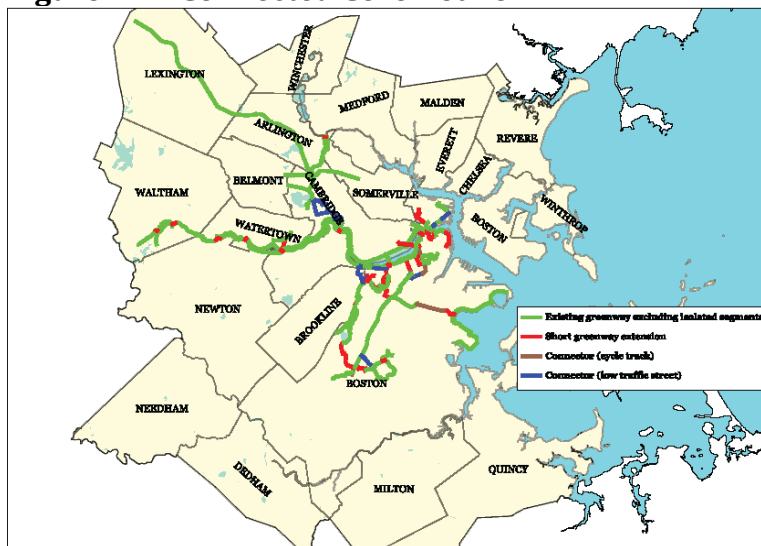 LEXINGTON
WINCHESTER
MEDFORD
MALDEN
REVERE
ARLINGTON
EVERETT
CHELSEA
WALTHAM
BELMONT
CAMBRIDGE
SOMERVILLE
WINTHROP
WATERTOWN
BOSTON
NEWTON
BROOKLINE
Existing greenway excluding isolated segments
Short greenway extension
Connector (cycle track)
Connector (low traffic street)
BOSTON
NEEDHAM
DEDHAM
MILTON
QUINCY